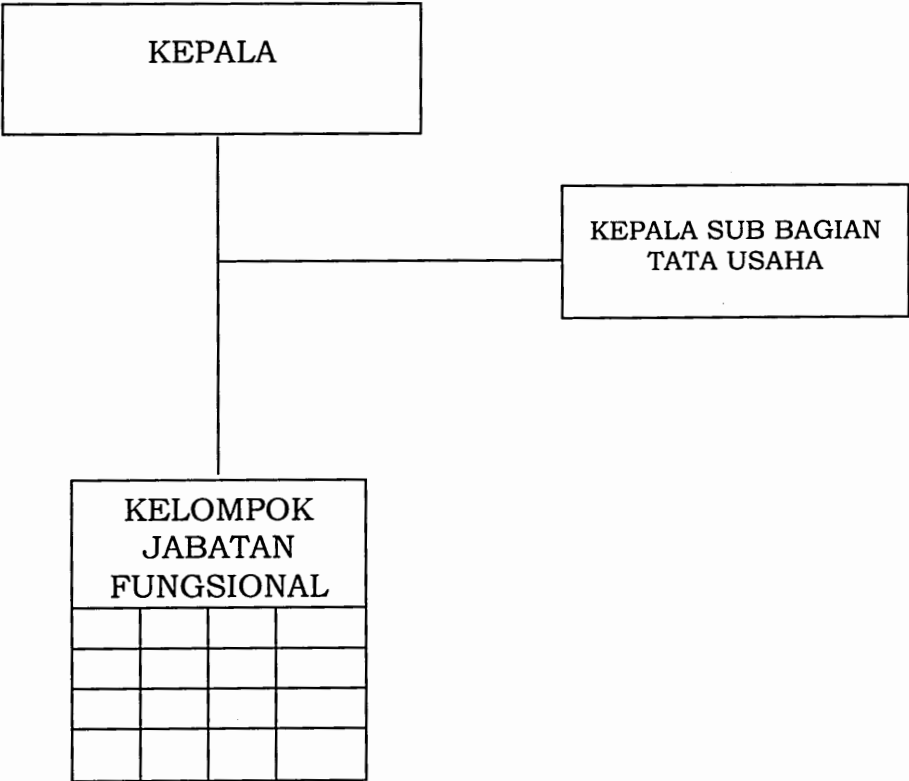 KEPALA
KEPALA SUB BAGIAN
TATA USAHA
KELOMPOK
JABATAN
FUNGSIONAL